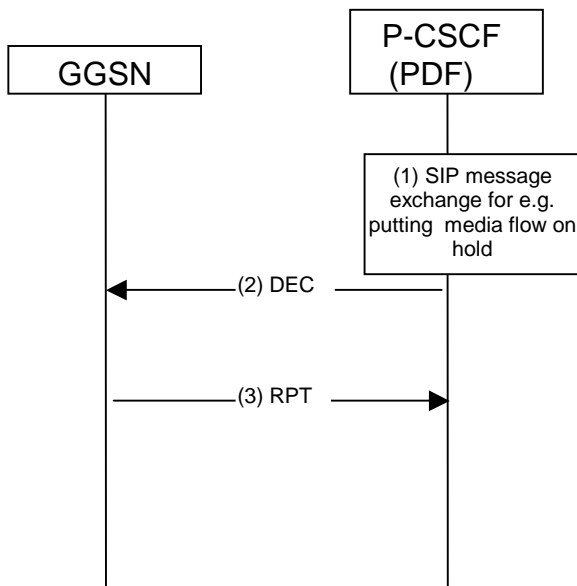 GGSN
P-CSCF
(PDF)
(1) SIP message
exchange for e.g.
putting media flow on
hold
(2) DEC
(3) RPT